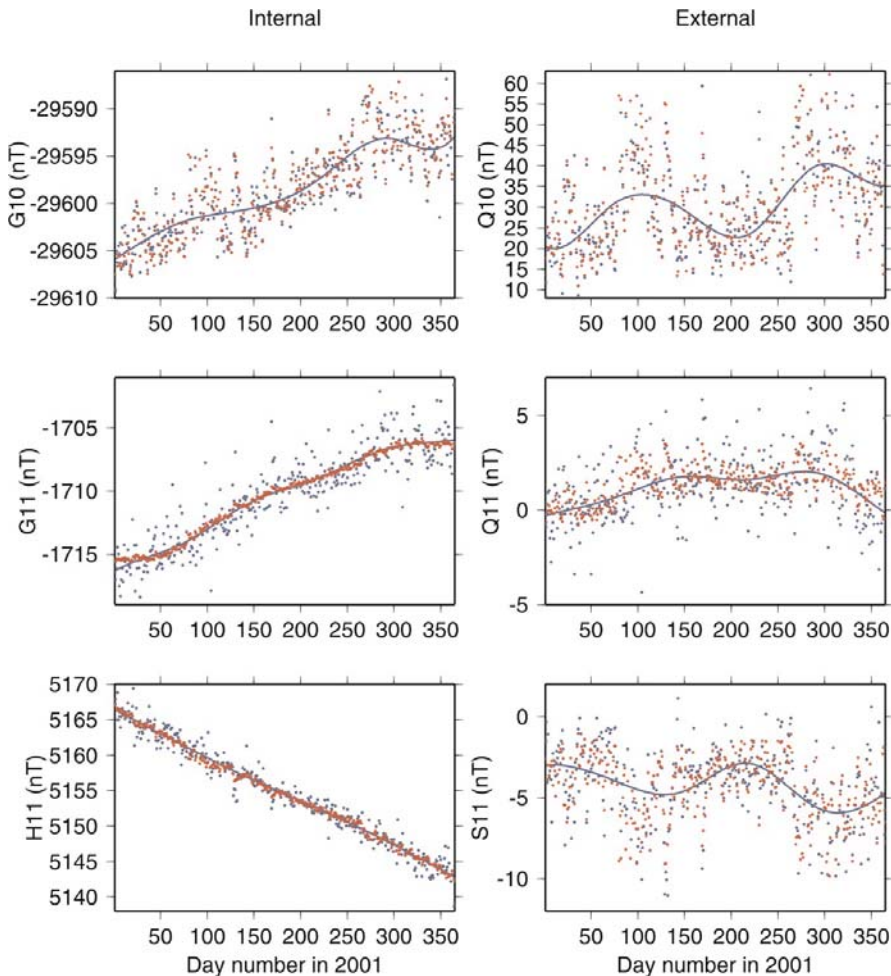 Internal
External
G10 (nT)
-29590
-29595
-29600
-29605
-29610
50 100 150 200 250 300 350
Q10 (nT)
60
55
50
45
40
35
30
25
20
15
10
50 100 150 200 250 300 350
G11 (nT)
-1705
-1710
-1715
50 100 150 200 250 300 350
Q11 (nT)
5
0
-5
50 100 150 200 250 300 350
H11 (nT)
5170
5165
5160
5155
5150
5145
5140
50 100 150 200 250 300 350
Day number in 2001
S11 (nT)
0
-5
-10
50 100 150 200 250 300 350
Day number in 2001